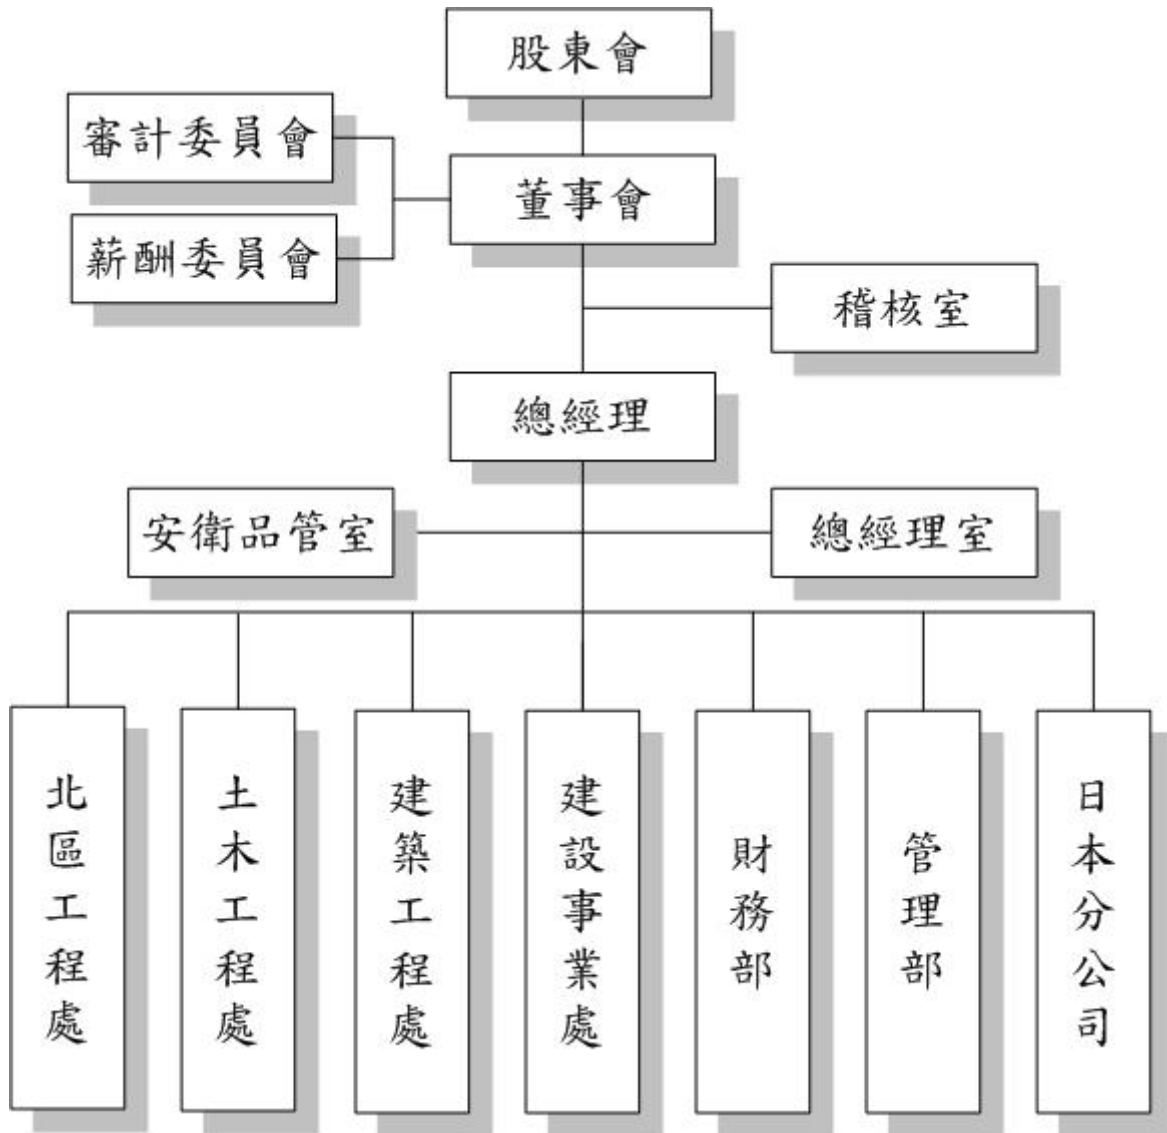 股東會
審計委員會
董事會
薪酬委員會
稽核室
總經理
安衛品管室
總經理室
北區工程處
土木工程處
建築工程處
建設事業處
財務部
管理部
日本分公司